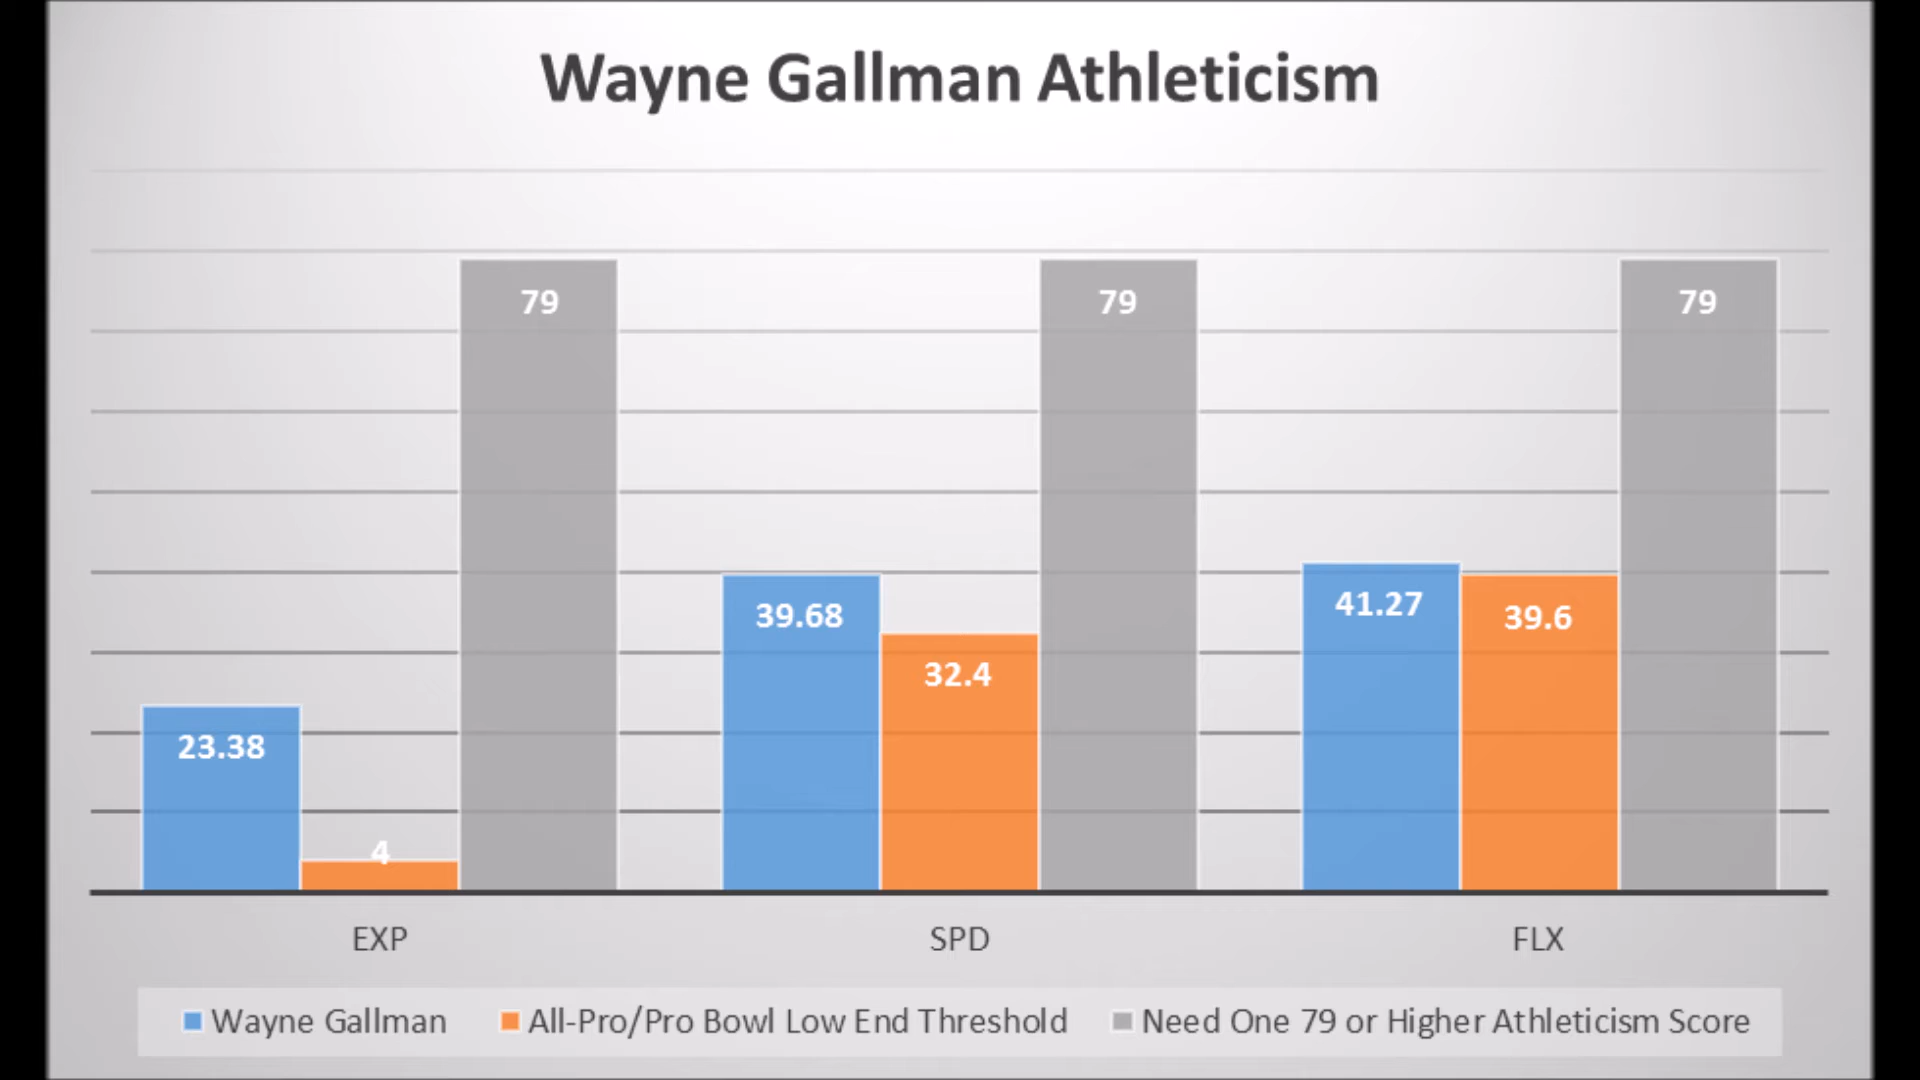 Wayne Gallman Athleticism
79
79
79
41.27
39.68
39.6
32.4
23.38
4
EXP
SPD
FLX
Wayne Gallman
All-Pro/Pro Bowl Low End Threshold
Need One 79 or Higher Athleticism Score